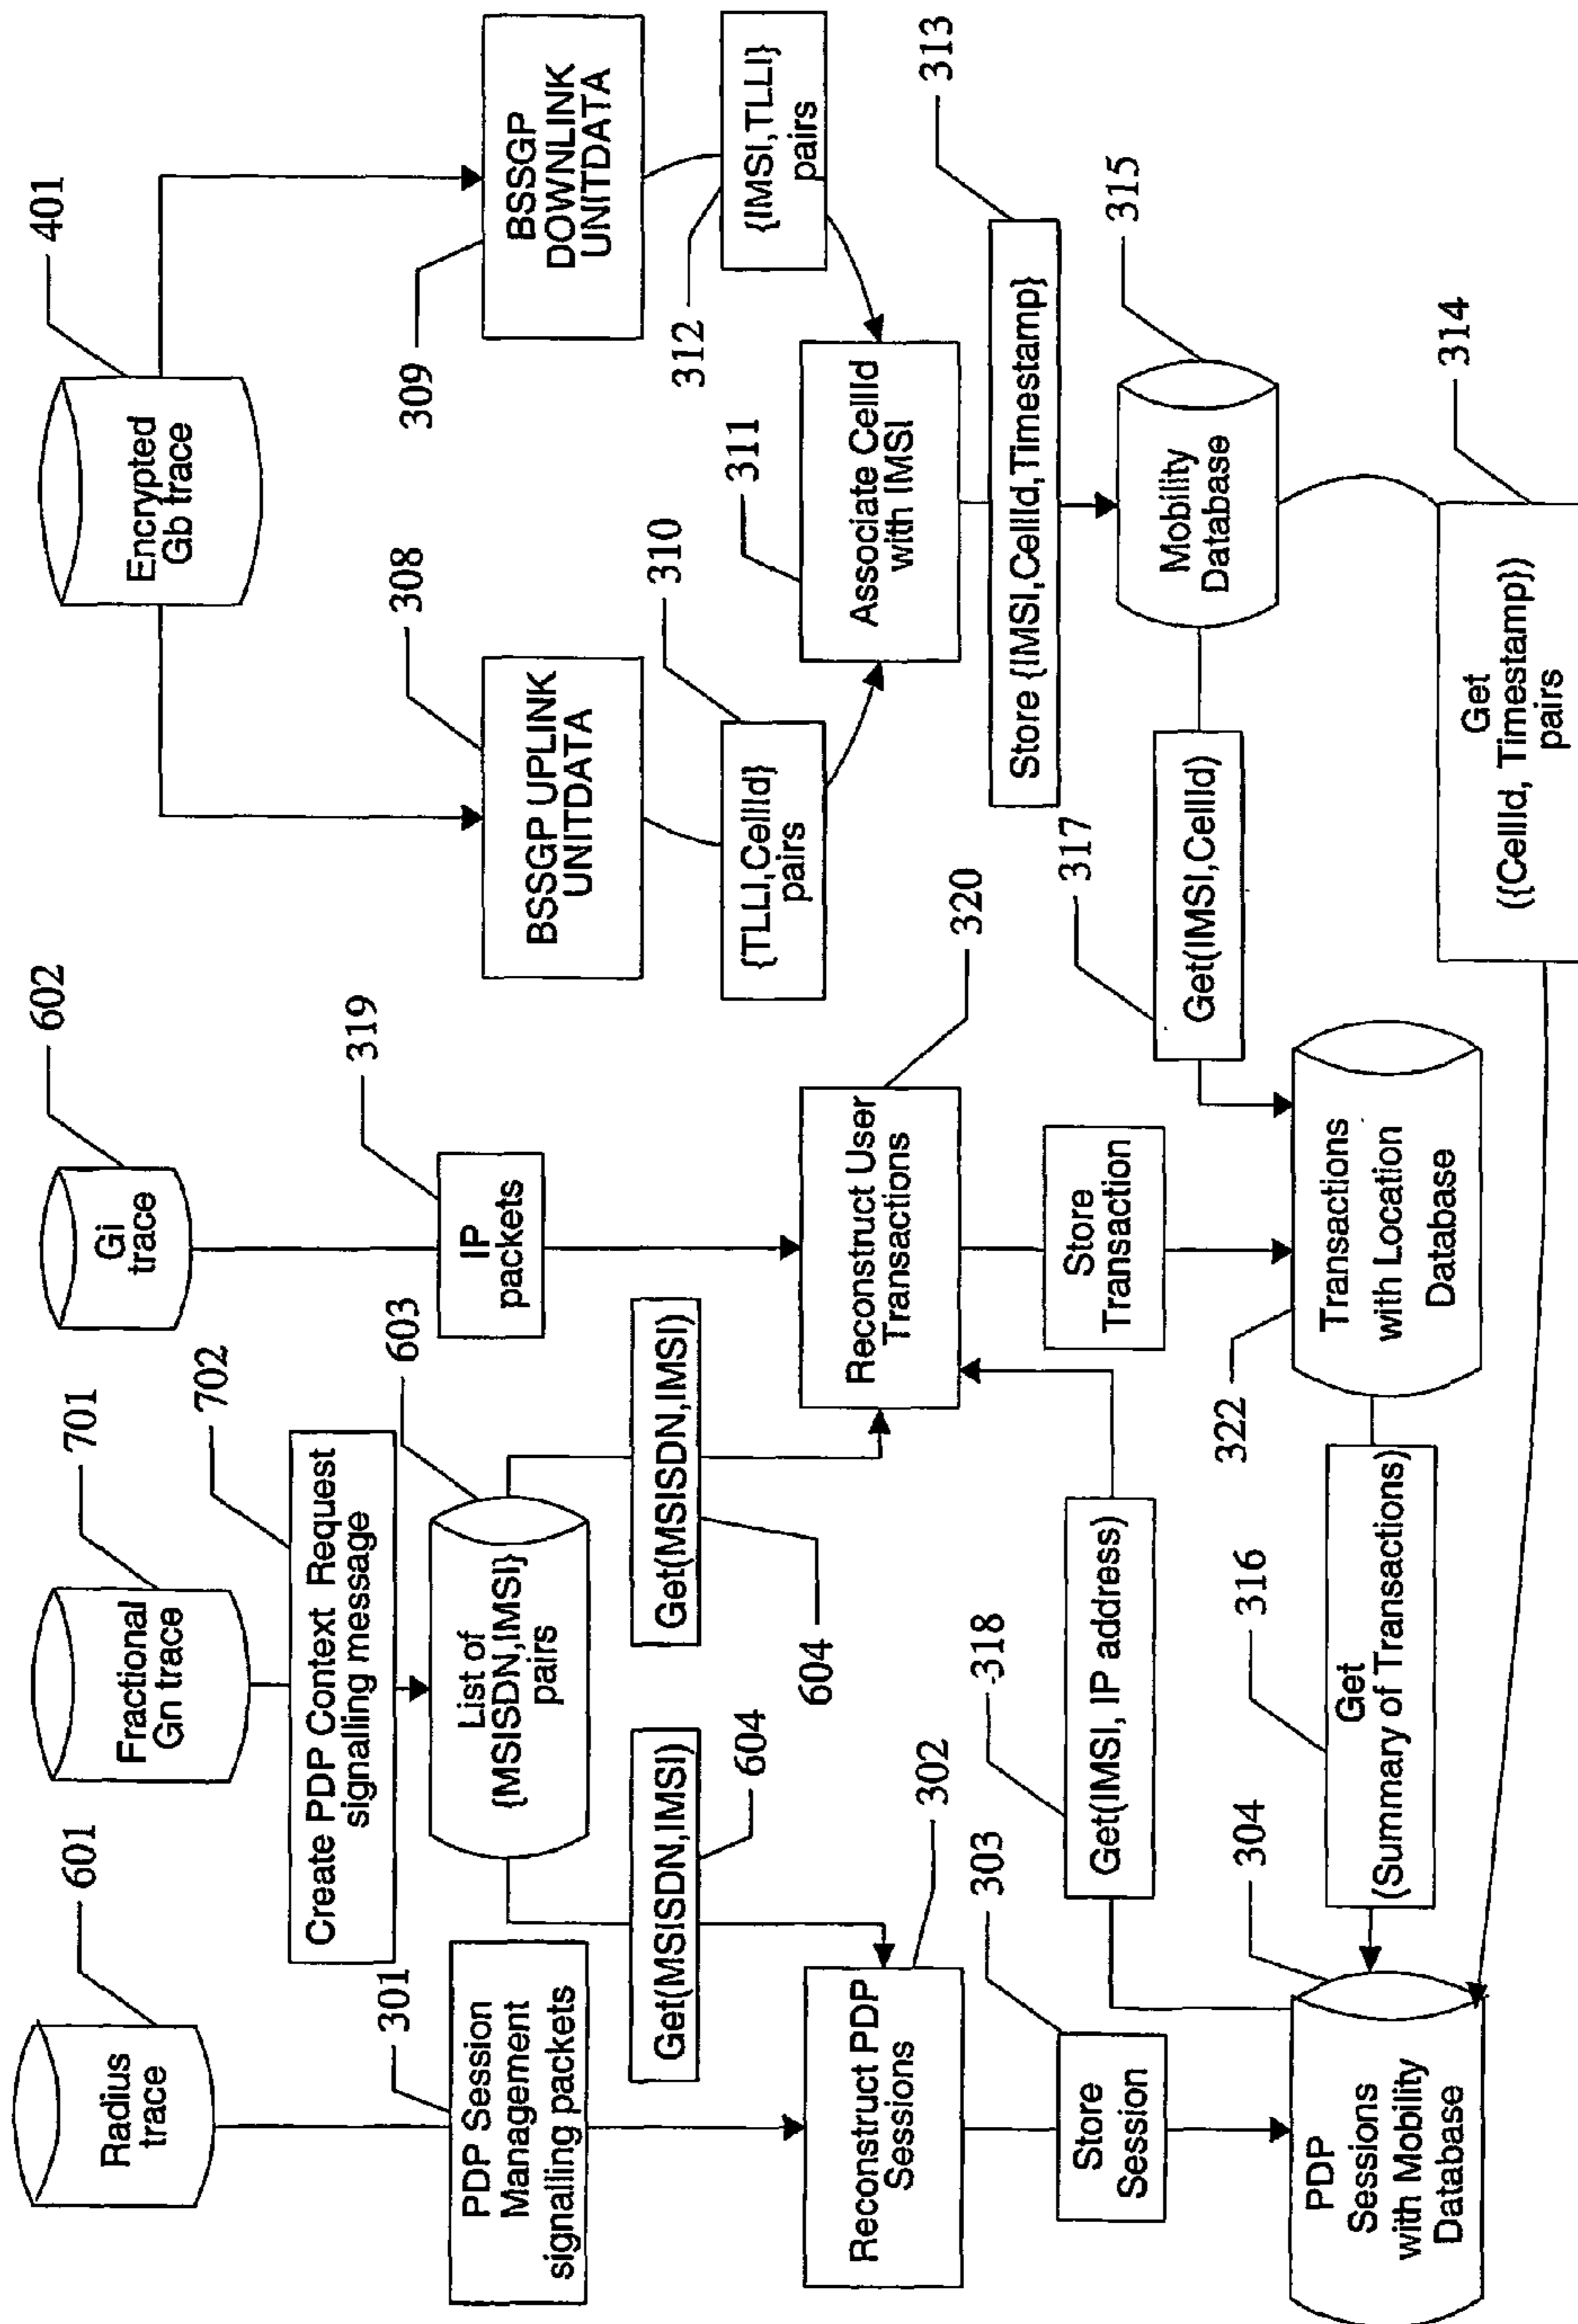 601
Radius
trace
301
PDP Session
Management
signalling packets
Reconstruct PDP
Sessions
302
303
Store
Session
304
PDP
Sessions
with Mobility
Database
701
Fractional
Gn trace
702
Create PDP Context Request
signalling message
603
List of
{MSISDN,IMSI}
pairs
Get(MSISDN,IMSI)
604
Get(MSISDN,IMSI)
604
318
Get(IMSI, IP address)
316
Get
(Summary of Transactions)
602
Gi
trace
319
IP
packets
320
Reconstruct User
Transactions
Store
Transaction
322
Transactions
with Location
Database
401
Encrypted
Gb trace
308
BSSGP UPLINK
UNITDATA
309
BSSGP
DOWNLINK
UNITDATA
310
{TLLI,CellId}
pairs
312
{IMSI,TLLI}
pairs
311
Associate CellId
with IMSI
313
Store {IMSI,CellId,Timestamp}
315
Mobility
Database
317
Get(IMSI,CellId)
314
Get
({CellId, Timestamp})
pairs